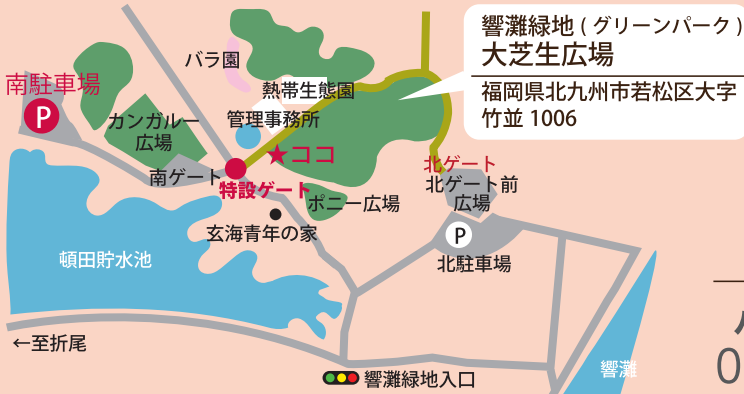 響灘緑地 ( グリーンパーク )
大芝生広場
福岡県北九州市若松区大字
竹並 1006
バラ園
南駐車場
P
熱帯生態園
カンガルー
広場
管理事務所
★ココ
南ゲート
特設ゲート
北ゲート
北ゲート前
広場
ポニー広場
玄海青年の家
P
北駐車場
頓田貯水池
←至折尾
響灘緑地入口
響灘
0